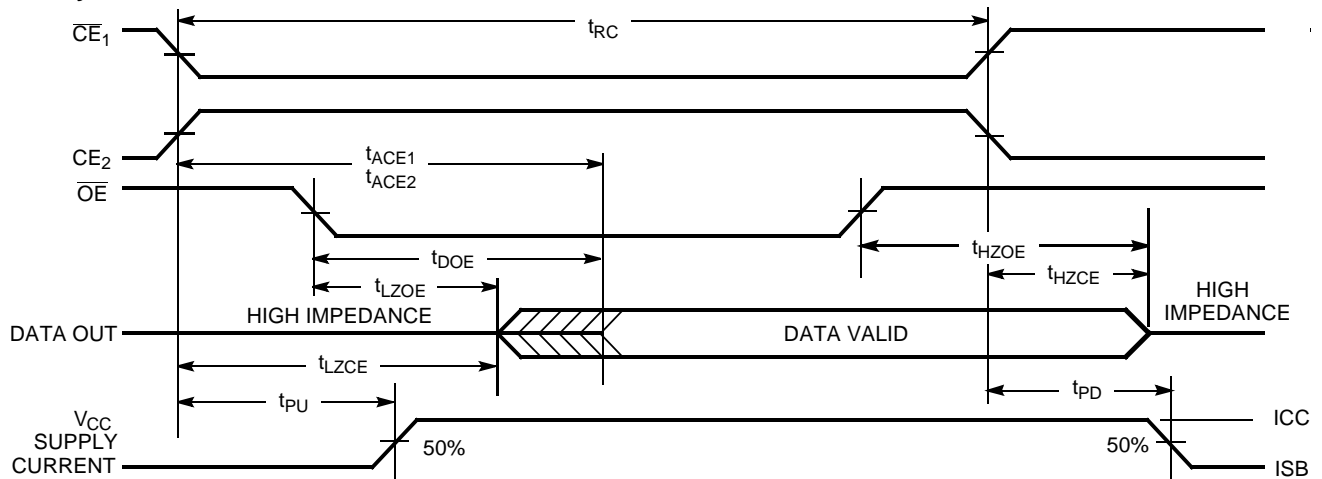 tRC
CE1
CE2
tACE1
tACE2
OE
tHZOE
tDOE
tHZCE
tLZOE
HIGH
IMPEDANCE
HIGH IMPEDANCE
DATA OUT
DATA VALID
tLZCE
tPU
tPD
VCC
SUPPLY
CURRENT
50%
50%
ICC
ISB